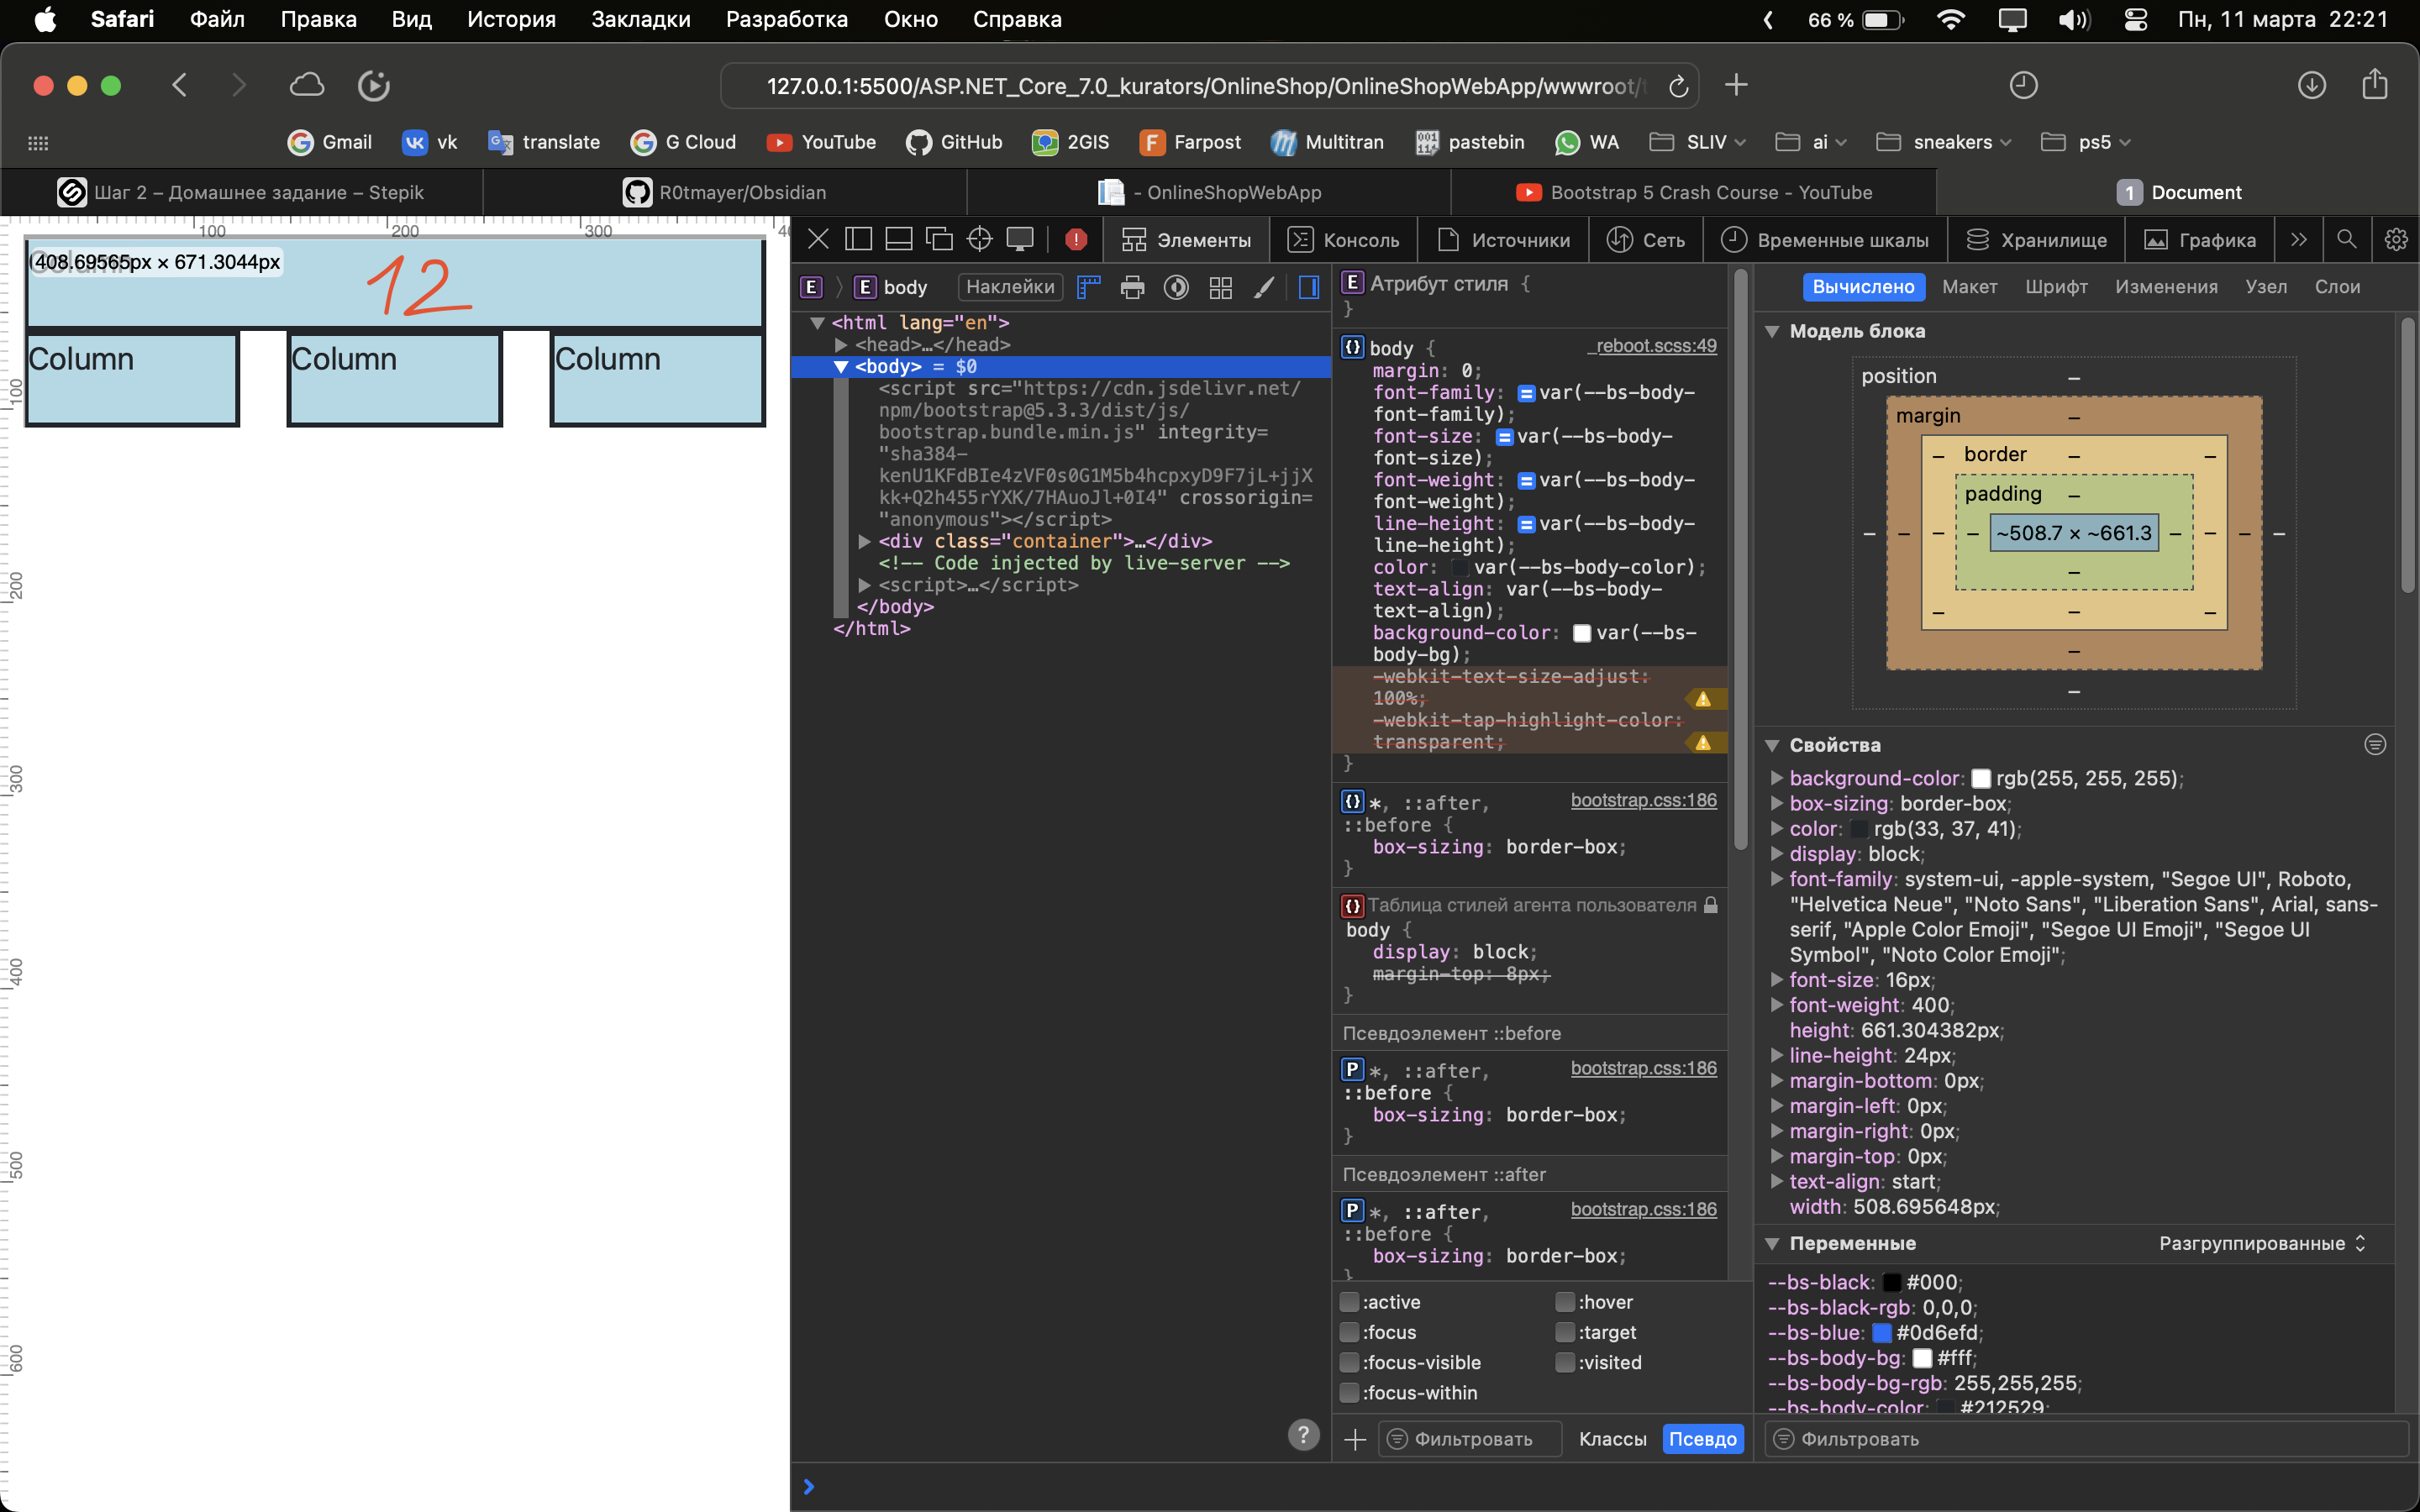 Safari Файл Правка Вид История Закладки Разработка Окно Справка 66 % Пн, 11 марта 22:21
127.0.0.1:5500/ASP.NET_Core_7.0_kurators/OnlineShop/OnlineShopWebApp/wwwroot/
Gmail vk translate G Cloud YouTube GitHub 2GIS Farpost Multitran pastebin WA SLIV ai sneakers ps5
Шаг 2 – Домашнее задание – Stepik R0tmayer/Obsidian - OnlineShopWebApp Bootstrap 5 Crash Course - YouTube 1 Document
100 200 300
408.69565px × 671.3044px
12
Column Column Column
100
200
300
400
500
600
Элементы Консоль Источники Сеть Временные шкалы Хранилище Графика
E E body Наклейки
<html lang="en">
<head>…</head>
<body> = $0
<script src="https://cdn.jsdelivr.net/
npm/bootstrap@5.3.3/dist/js/
bootstrap.bundle.min.js" integrity=
"sha384-
kenU1KFdBIe4zVF0s0G1M5b4hcpxyD9F7jL+jjX
kk+Q2h455rYXK/7HAuoJl+0I4" crossorigin=
"anonymous"></script>
<div class="container">…</div>
<!-- Code injected by live-server -->
<script>…</script>
</body>
</html>
?
E Атрибут стиля {
}
body { _reboot.scss:49
margin: 0;
font-family: var(--bs-body-
font-family);
font-size: var(--bs-body-
font-size);
font-weight: var(--bs-body-
font-weight);
line-height: var(--bs-body-
line-height);
color: var(--bs-body-color);
text-align: var(--bs-body-
text-align);
background-color: var(--bs-
body-bg);
-webkit-text-size-adjust:
100%;
-webkit-tap-highlight-color:
transparent;
}
*, ::after, bootstrap.css:186
::before {
box-sizing: border-box;
}
Таблица стилей агента пользователя
body {
display: block;
margin-top: 8px;
}
Псевдоэлемент ::before
P *, ::after, bootstrap.css:186
::before {
box-sizing: border-box;
}
Псевдоэлемент ::after
P *, ::after, bootstrap.css:186
::before {
box-sizing: border-box;
}
:active :hover
:focus :target
:focus-visible :visited
:focus-within
Фильтровать Классы Псевдо
Вычислено Макет Шрифт Изменения Узел Слои
Модель блока
position –
margin –
– border – –
padding –
– – – – ~508.7 × ~661.3 – – – –
–
– – –
–
–
Свойства
background-color: rgb(255, 255, 255);
box-sizing: border-box;
color: rgb(33, 37, 41);
display: block;
font-family: system-ui, -apple-system, "Segoe UI", Roboto,
"Helvetica Neue", "Noto Sans", "Liberation Sans", Arial, sans-
serif, "Apple Color Emoji", "Segoe UI Emoji", "Segoe UI
Symbol", "Noto Color Emoji";
font-size: 16px;
font-weight: 400;
height: 661.304382px;
line-height: 24px;
margin-bottom: 0px;
margin-left: 0px;
margin-right: 0px;
margin-top: 0px;
text-align: start;
width: 508.695648px;
Переменные Разгруппированные
--bs-black: #000;
--bs-black-rgb: 0,0,0;
--bs-blue: #0d6efd;
--bs-body-bg: #fff;
--bs-body-bg-rgb: 255,255,255;
--bs-body-color: #212529;
Фильтровать